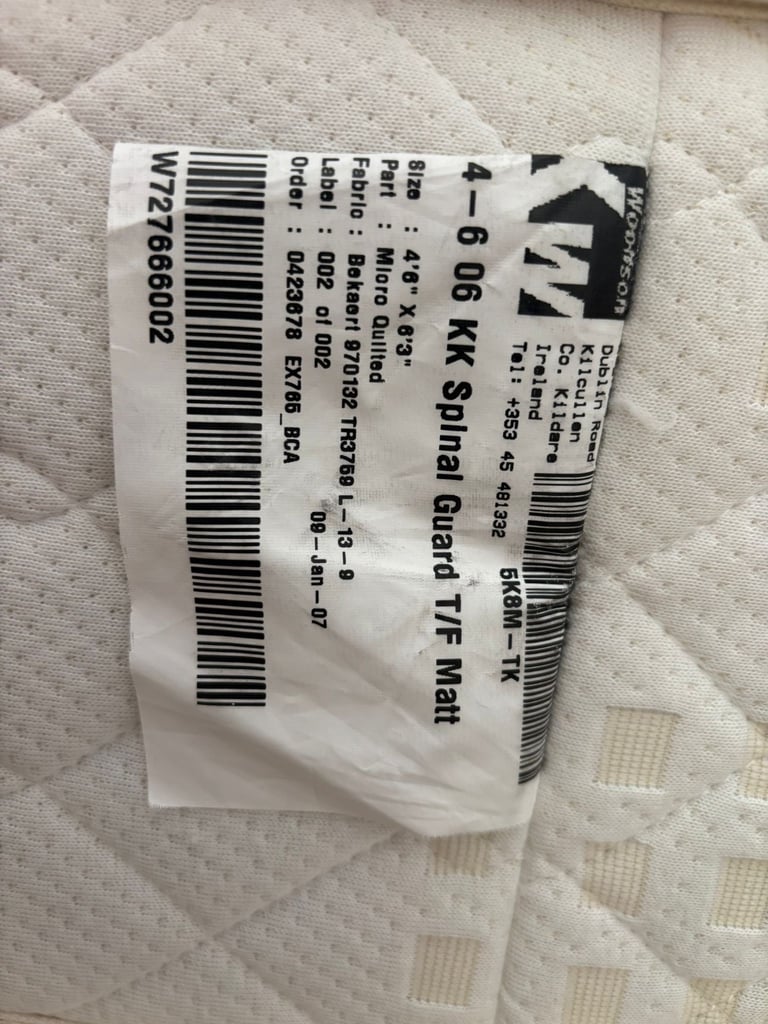 KW
Woodson
Dublin Road
Kilcullen
Co. Kildare
Ireland
Tel: +353 45 481332
5K8M-TK
4-6 06 KK Spinal Guard T/F Matt
Size : 4'6" X 6'3"
Part : Micro Quilted
Fabric : Bekaert 970132 TR3759 L-13-9
Label : 002 of 002
09-Jan-07
Order : 0423678 EX765_BCA
W727666002